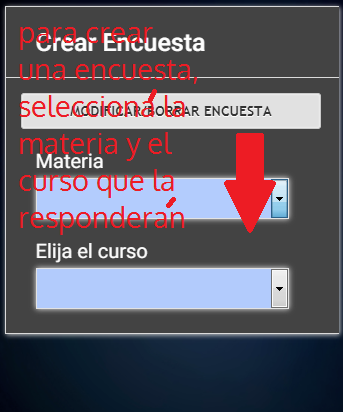 para crear
Crear Encuesta
una encuesta,
selecciona la
MODIFICAR/BORRAR ENCUESTA
materia y el
Materia
curso que la
responderán
Elija el curso